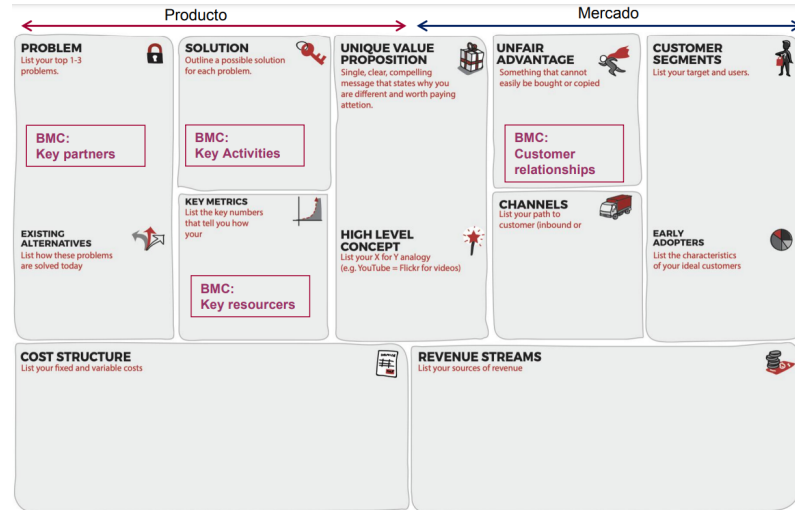 Producto
Mercado
PROBLEM
List your top 1-3
problems.
BMC:
Key partners
EXISTING
ALTERNATIVES
List how these problems
are solved today
SOLUTION
Outline a possible solution
for each problem.
BMC:
Key Activities
KEY METRICS
List the key numbers
that tell you how
your
BMC:
Key resourcers
UNIQUE VALUE
PROPOSITION
Single, clear, compelling
message that states why you
are different and worth paying
attetion.
HIGH LEVEL
CONCEPT
List your X for Y analogy
(e.g. YouTube = Flickr for videos)
UNFAIR
ADVANTAGE
Something that cannot
easily be bought or copied
BMC:
Customer
relationships
CHANNELS
List your path to
customer (inbound or
CUSTOMER
SEGMENTS
List your target and users.
EARLY
ADOPTERS
List the characteristics
of your ideal customers
COST STRUCTURE
List your fixed and variable costs
REVENUE STREAMS
List your sources of revenue